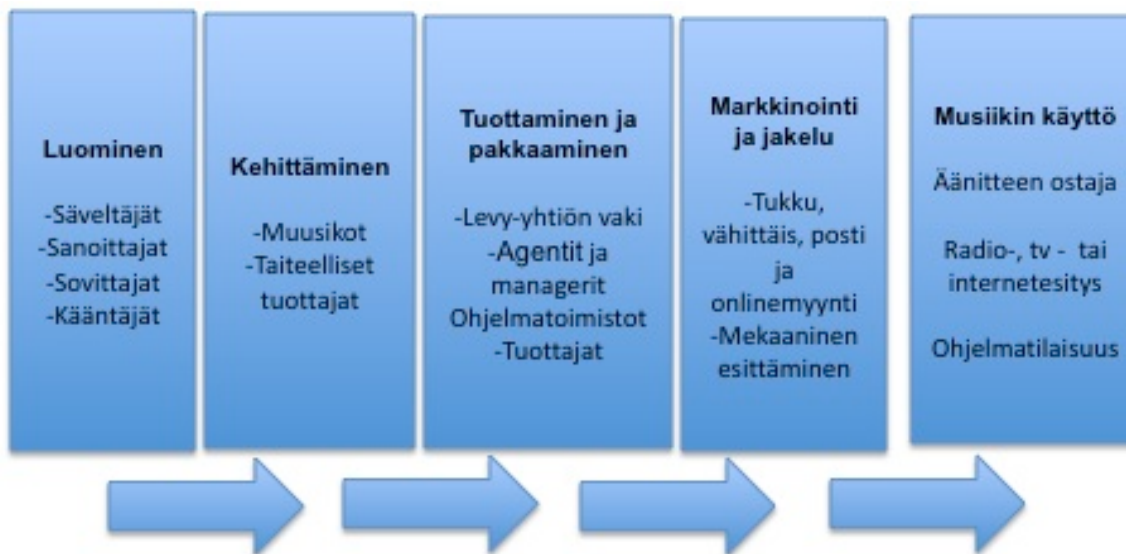 Luominen
-Säveltäjät
-Sanoittajat
-Sovittajat
-Kääntäjät
Kehittäminen
-Muusikot
-Taiteelliset
tuottajat
Tuottaminen ja
pakkaaminen
-Levy-yhtiön vaki
-Agentit ja
managerit
Ohjelmatoimistot
-Tuottajat
Markkinointi
ja jakelu
-Tukku,
vähittäis, posti
ja
onlinemyynti
-Mekaaninen
esittäminen
Musiikin käyttö
Äänitteen ostaja
Radio-, tv - tai
internetesitys
Ohjelmatilaisuus